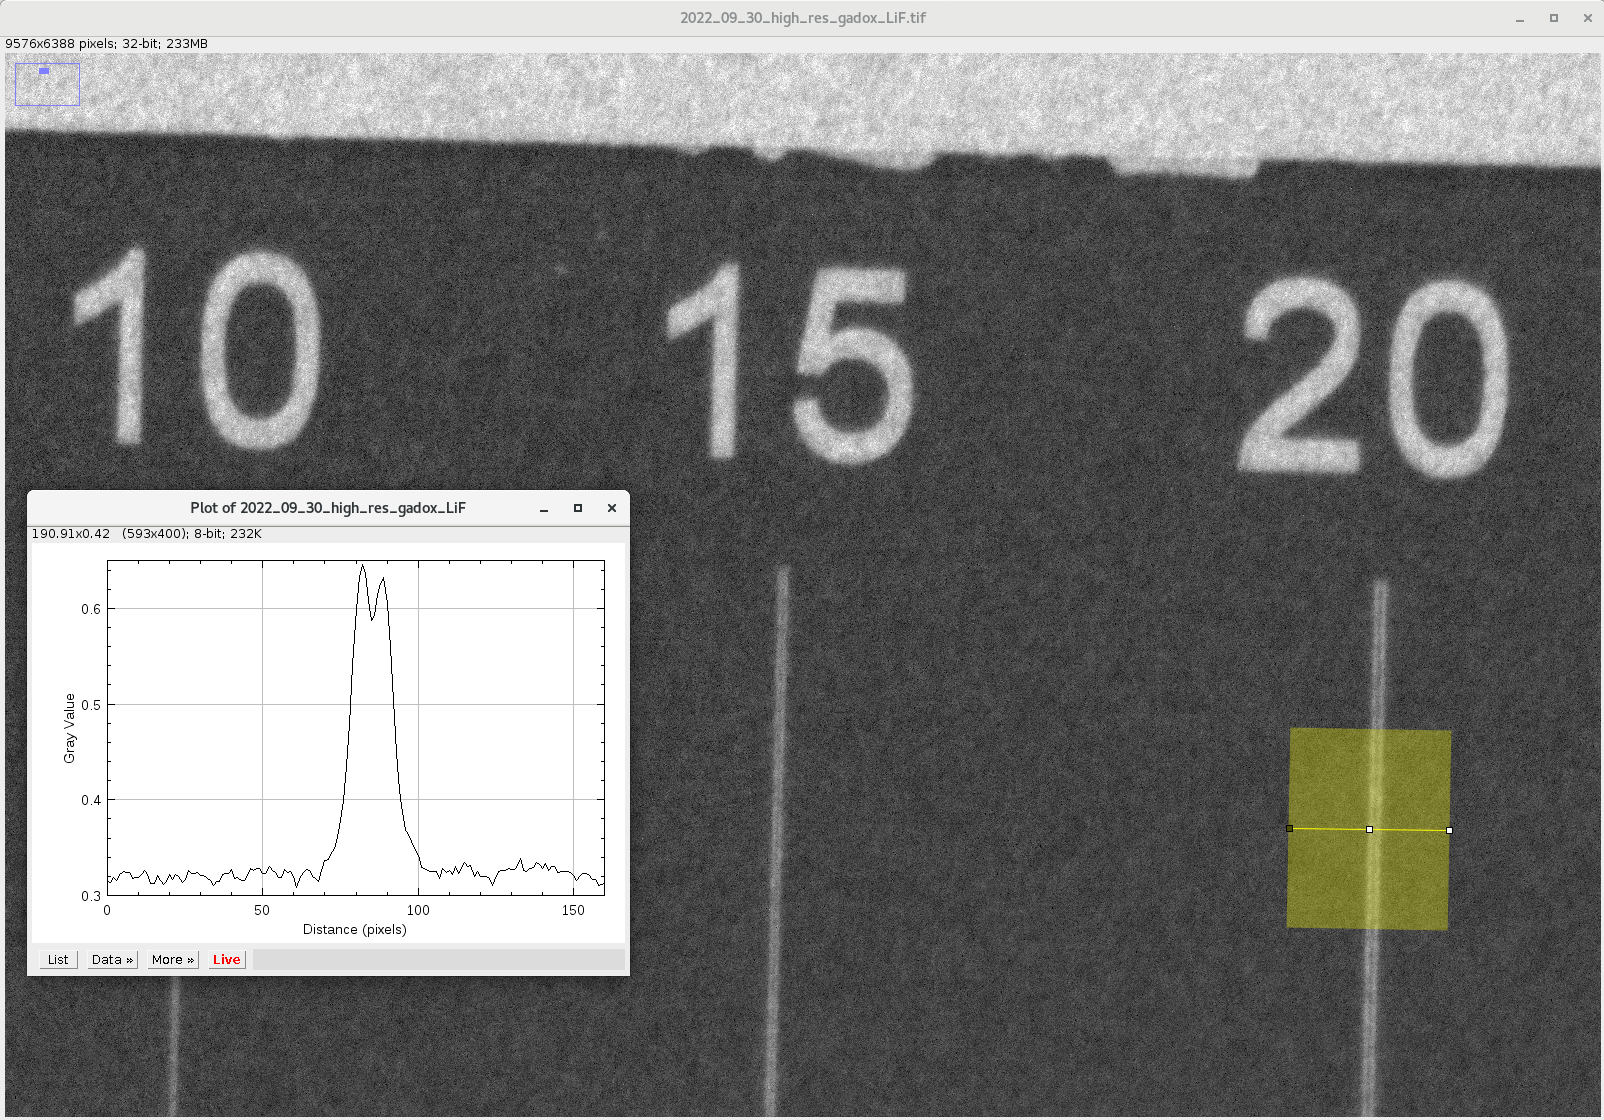 2022_09_30_high_res_gadox_LiF.tif
9576x6388 pixels; 32-bit; 233MB
10 15 20
Plot of 2022_09_30_high_res_gadox_LiF
190.91x0.42 (593x400); 8-bit; 232K
0.6
0.5
0.4
0.3
Gray Value
0 50 100 150
Distance (pixels)
List Data » More » Live